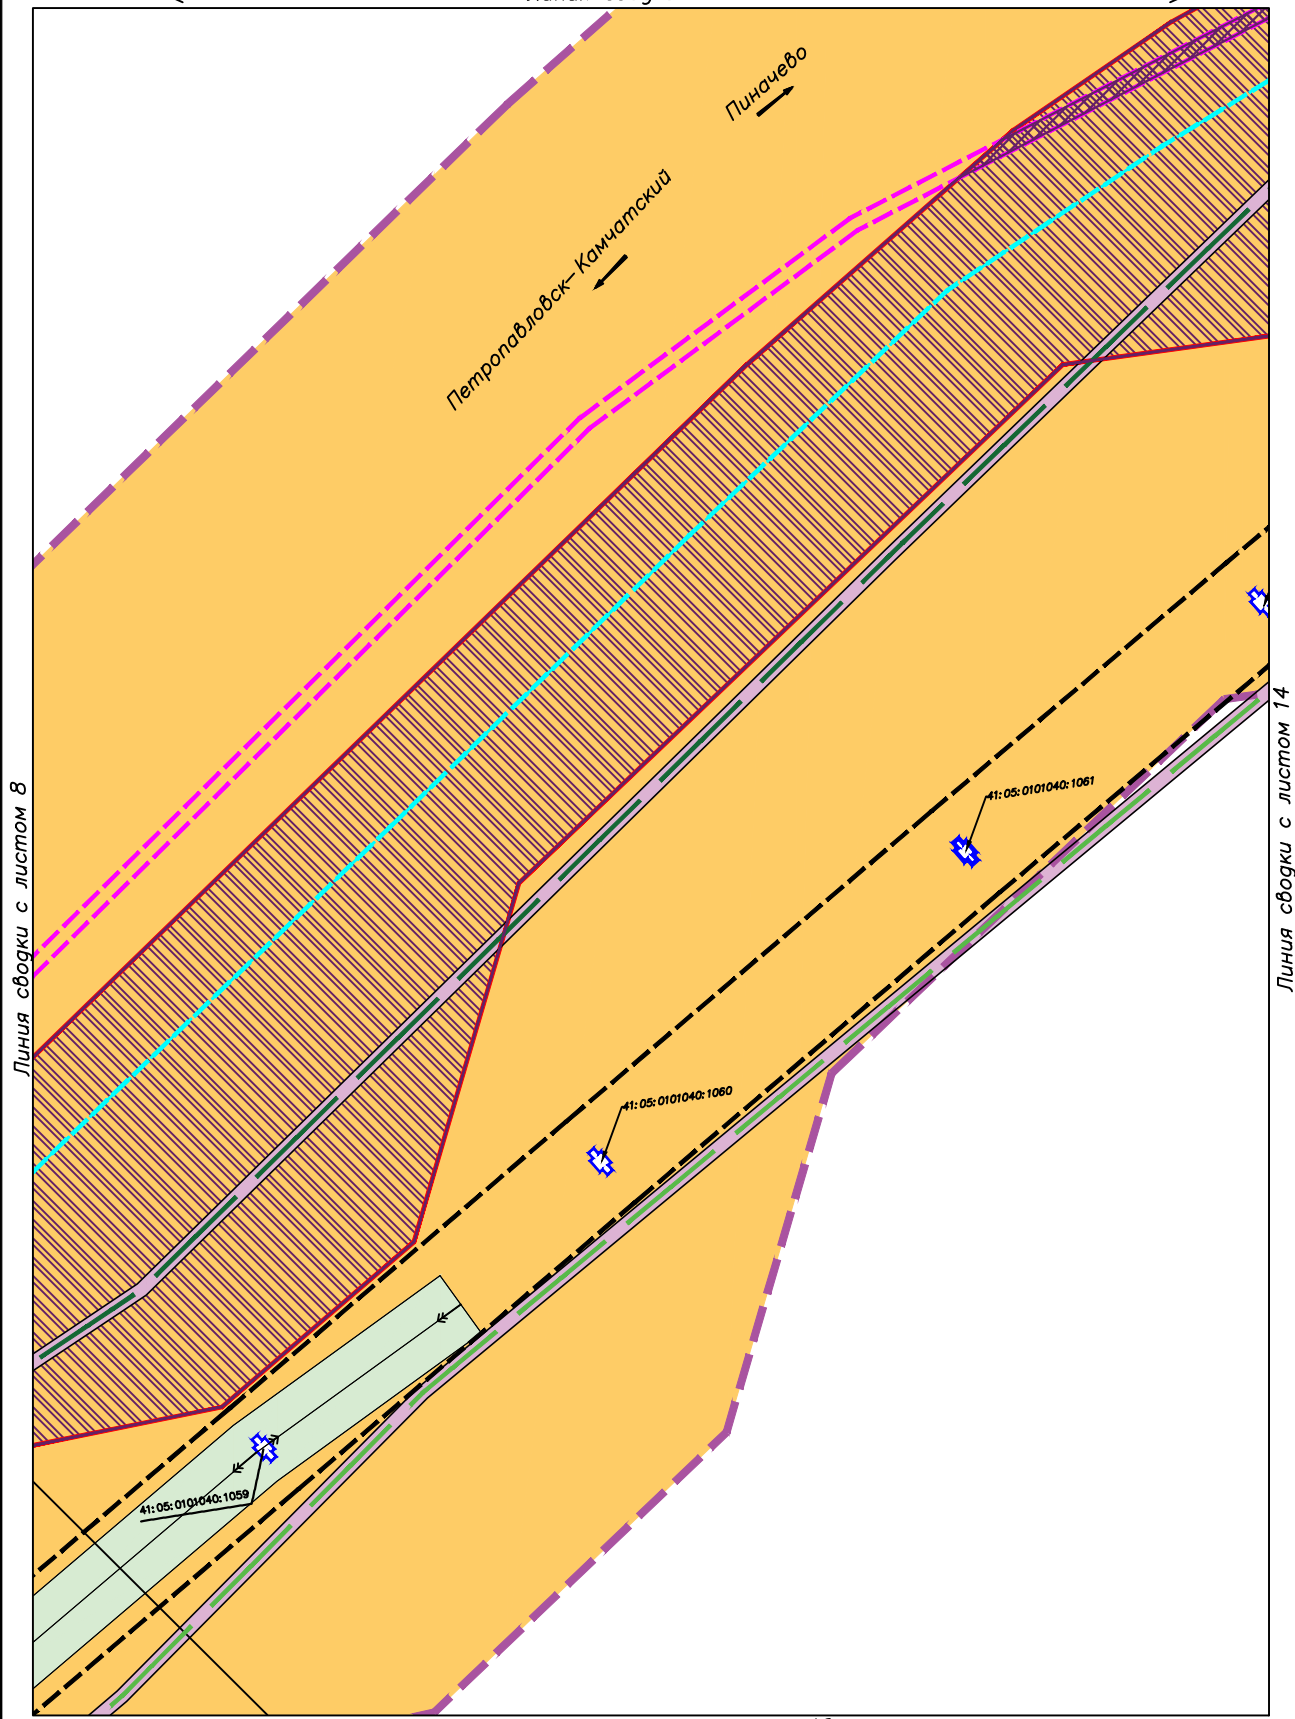 Пиначево
Петропавловск-Камчатский
Линия сводки с листом 8
Линия сводки с листом 14
41:05:0101040:1061
41:05:0101040:1060
41:05:0101040:1059